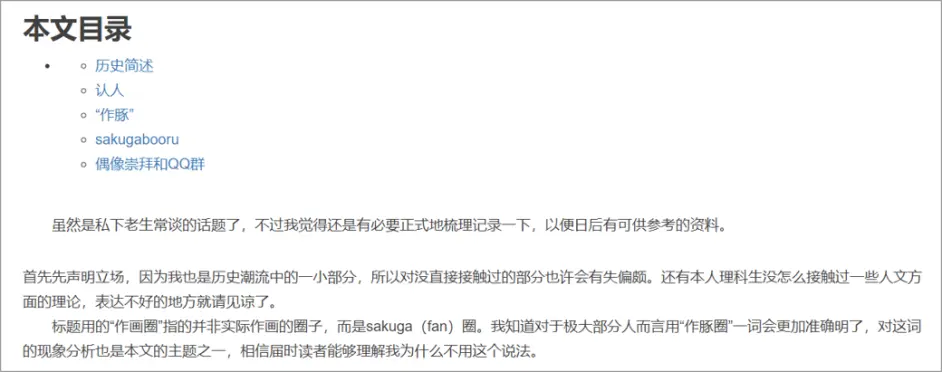 本文目录
历史简述
认人
“作豚”
sakugabooru
偶像崇拜和QQ群
虽然是私下老生常谈的话题了，不过我觉得还是有必要正式地梳理记录一下，以便日后有可供参考的资料。
首先先声明立场，因为我也是历史潮流中的一小部分，所以对没直接接触过的部分也许会有失偏颇。还有本人理科生没怎么接触过一些人文方
面的理论，表达不好的地方就请见谅了。
标题用的“作画圈”指的并非实际作画的圈子，而是sakuga（fan）圈。我知道对于极大部分人而言用“作豚圈”一词会更加准确明了，对这词
的现象分析也是本文的主题之一，相信届时读者能够理解我为什么不用这个说法。